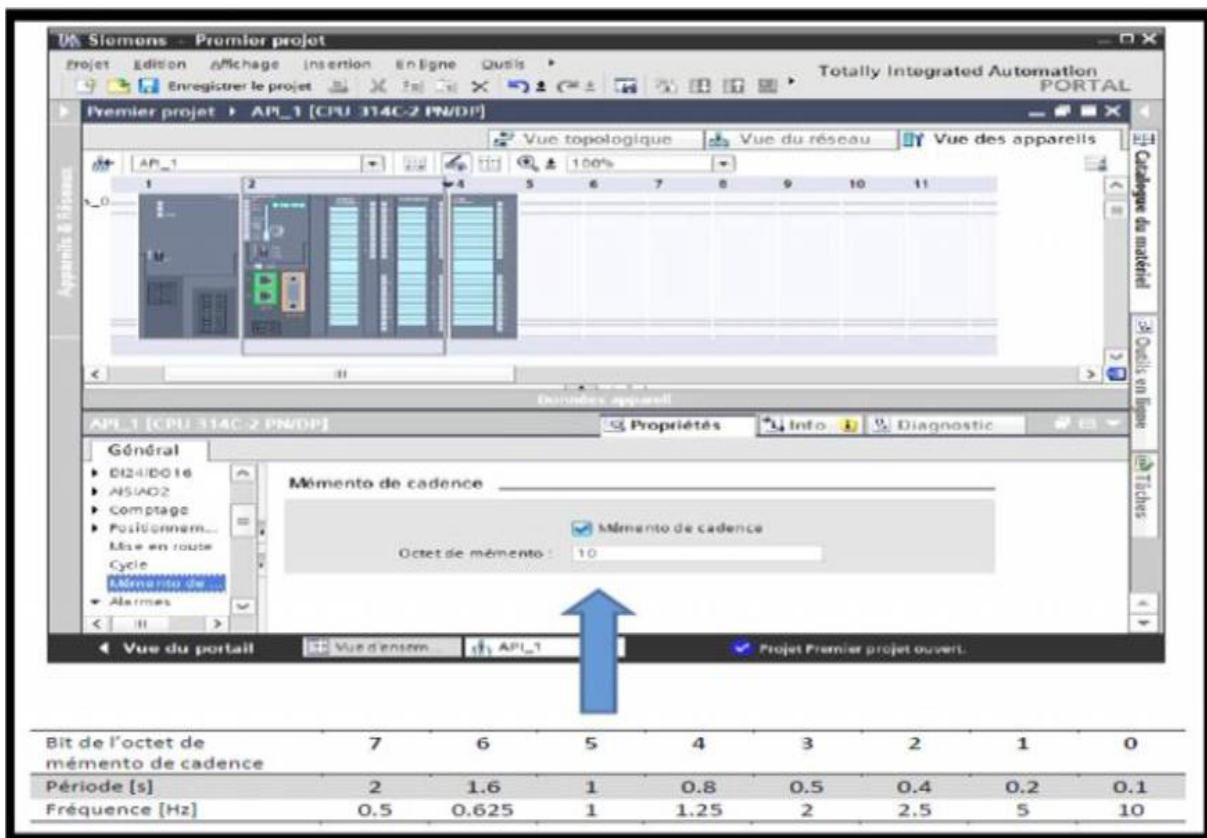 Siemens - Premier projet
Projet Edition Affichage Insertion En ligne Outils
Enregistrer le projet
Totally Integrated Automation
PORTAL
Premier projet ▸ API_1 [CPU 314C-2 PN/DP]
Vue topologique Vue du réseau Vue des appareils
API_1 100%
1 2 4 5 6 7 8 9 10 11
Appareils & Réseaux
Catalogue du matériel
Outils en ligne
Tâches
Données appareil
API_1 [CPU 314C-2 PN/DP]
Propriétés Info Diagnostic
Général
DI24/DO16
AI5/AO2
Comptage
Positionnem...
Mise en route
Cycle
Mémento de ...
Alarmes
Mémento de cadence
Mémento de cadence
Octet de mémento : 10
Vue du portail Vue d'ensem... API_1 Projet Premier projet ouvert.
Bit de l'octet de mémento de cadence 7 6 5 4 3 2 1 0
Période [s] 2 1.6 1 0.8 0.5 0.4 0.2 0.1
Fréquence [Hz] 0.5 0.625 1 1.25 2 2.5 5 10